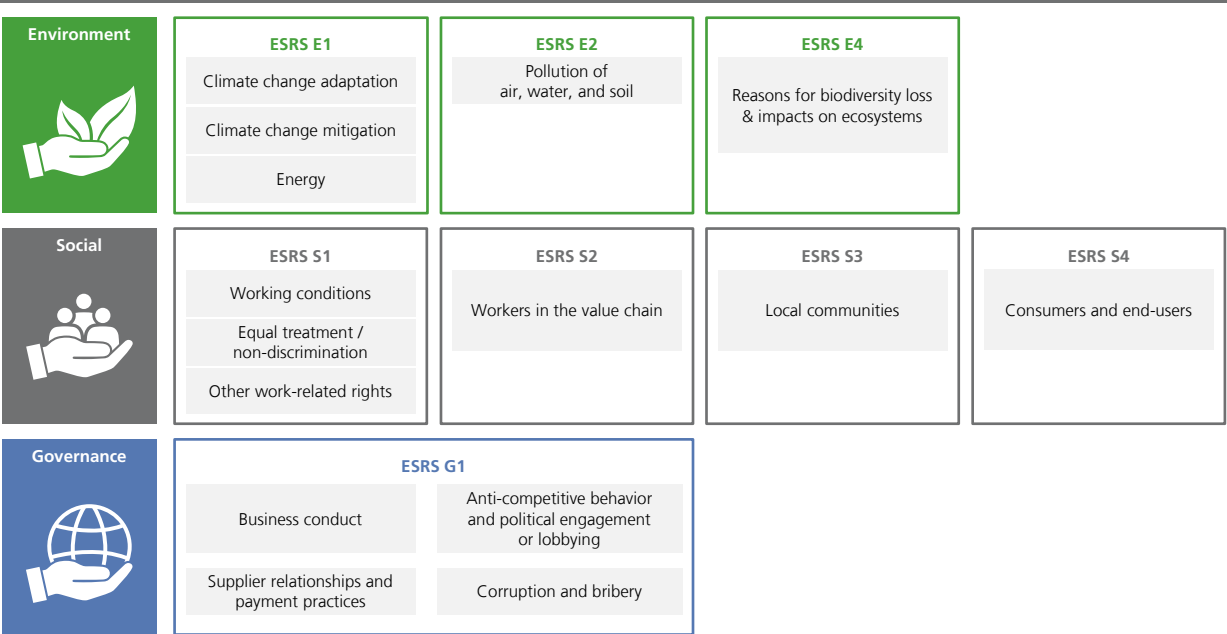 Environment
ESRS E1
Climate change adaptation
Climate change mitigation
Energy
ESRS E2
Pollution of
air, water, and soil
ESRS E4
Reasons for biodiversity loss
& impacts on ecosystems
Social
ESRS S1
Working conditions
Equal treatment /
non-discrimination
Other work-related rights
ESRS S2
Workers in the value chain
ESRS S3
Local communities
ESRS S4
Consumers and end-users
Governance
ESRS G1
Business conduct
Anti-competitive behavior
and political engagement
or lobbying
Supplier relationships and
payment practices
Corruption and bribery